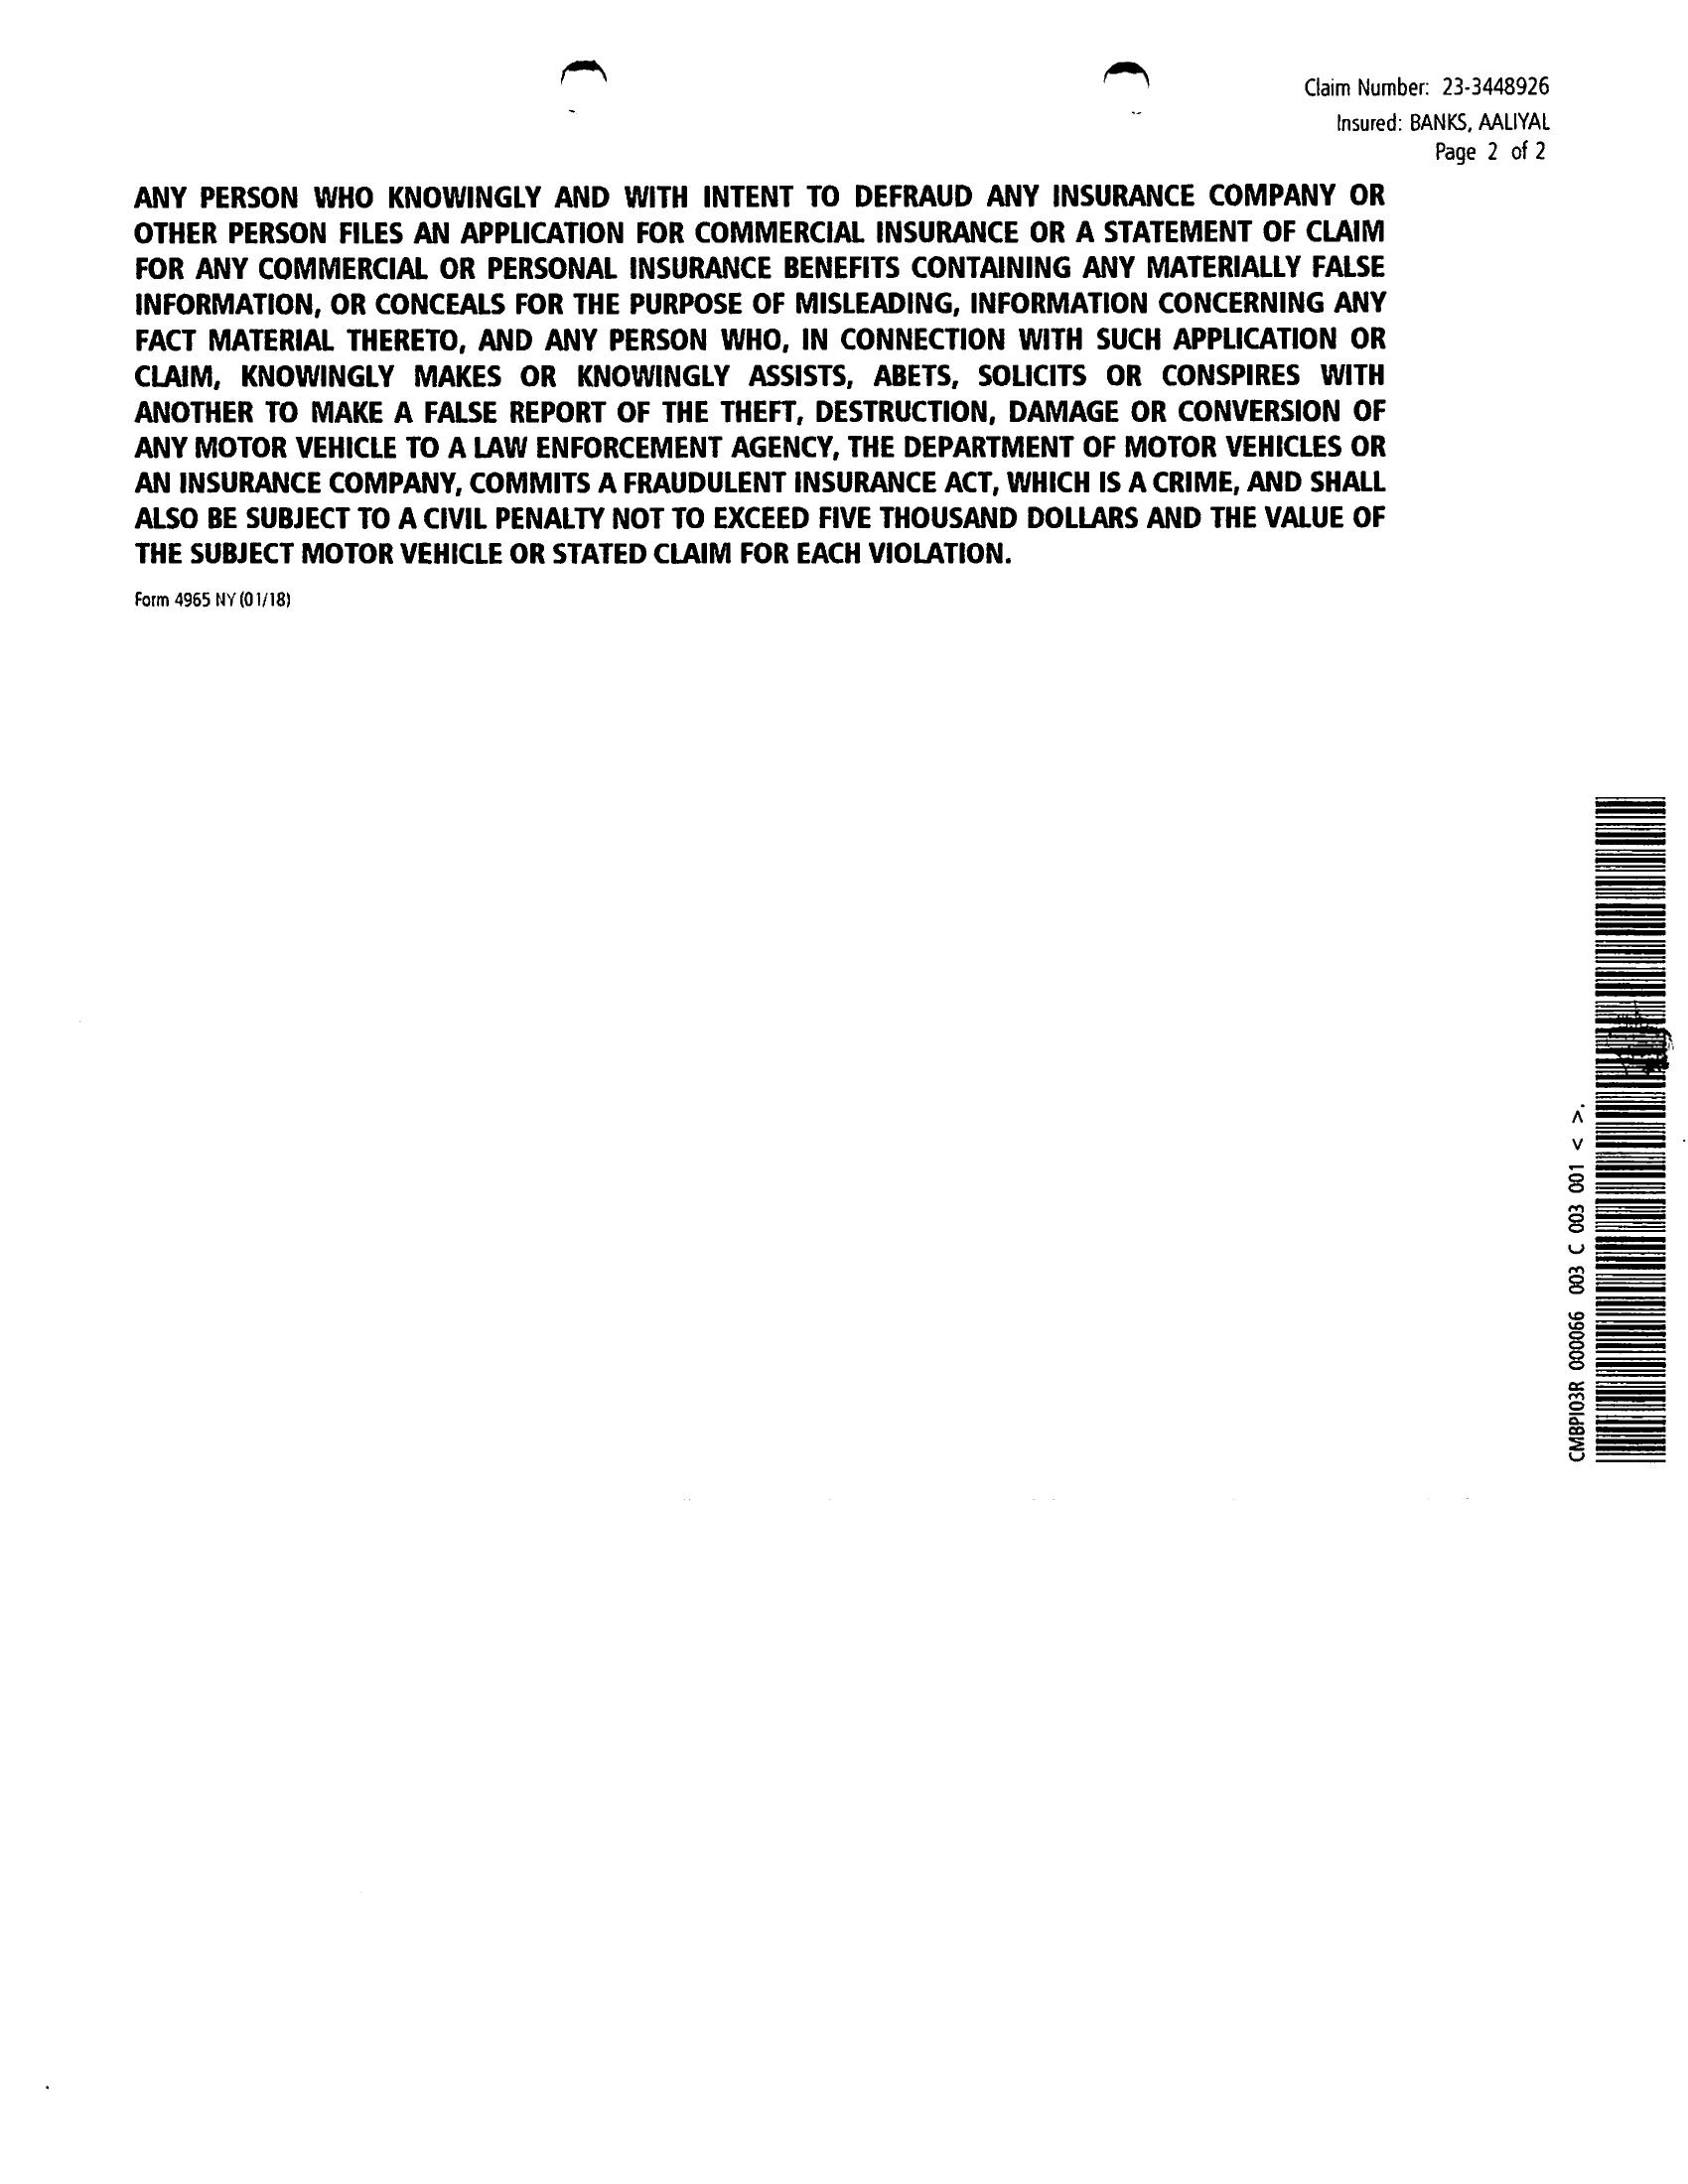 Claim Number: 23-3448926
Insured: BANKS, AALIYAL
Page 2 of 2
ANY PERSON WHO KNOWINGLY AND WITH INTENT TO DEFRAUD ANY INSURANCE COMPANY OR
OTHER PERSON FILES AN APPLICATION FOR COMMERCIAL INSURANCE OR A STATEMENT OF CLAIM
FOR ANY COMMERCIAL OR PERSONAL INSURANCE BENEFITS CONTAINING ANY MATERIALLY FALSE
INFORMATION, OR CONCEALS FOR THE PURPOSE OF MISLEADING, INFORMATION CONCERNING ANY
FACT MATERIAL THERETO, AND ANY PERSON WHO, IN CONNECTION WITH SUCH APPLICATION OR
CLAIM, KNOWINGLY MAKES OR KNOWINGLY ASSISTS, ABETS, SOLICITS OR CONSPIRES WITH
ANOTHER TO MAKE A FALSE REPORT OF THE THEFT, DESTRUCTION, DAMAGE OR CONVERSION OF
ANY MOTOR VEHICLE TO A LAW ENFORCEMENT AGENCY, THE DEPARTMENT OF MOTOR VEHICLES OR
AN INSURANCE COMPANY, COMMITS A FRAUDULENT INSURANCE ACT, WHICH IS A CRIME, AND SHALL
ALSO BE SUBJECT TO A CIVIL PENALTY NOT TO EXCEED FIVE THOUSAND DOLLARS AND THE VALUE OF
THE SUBJECT MOTOR VEHICLE OR STATED CLAIM FOR EACH VIOLATION.
Form 4965 NY (01/18)
CMBPI03R 000066 003 C 003 001 < >.